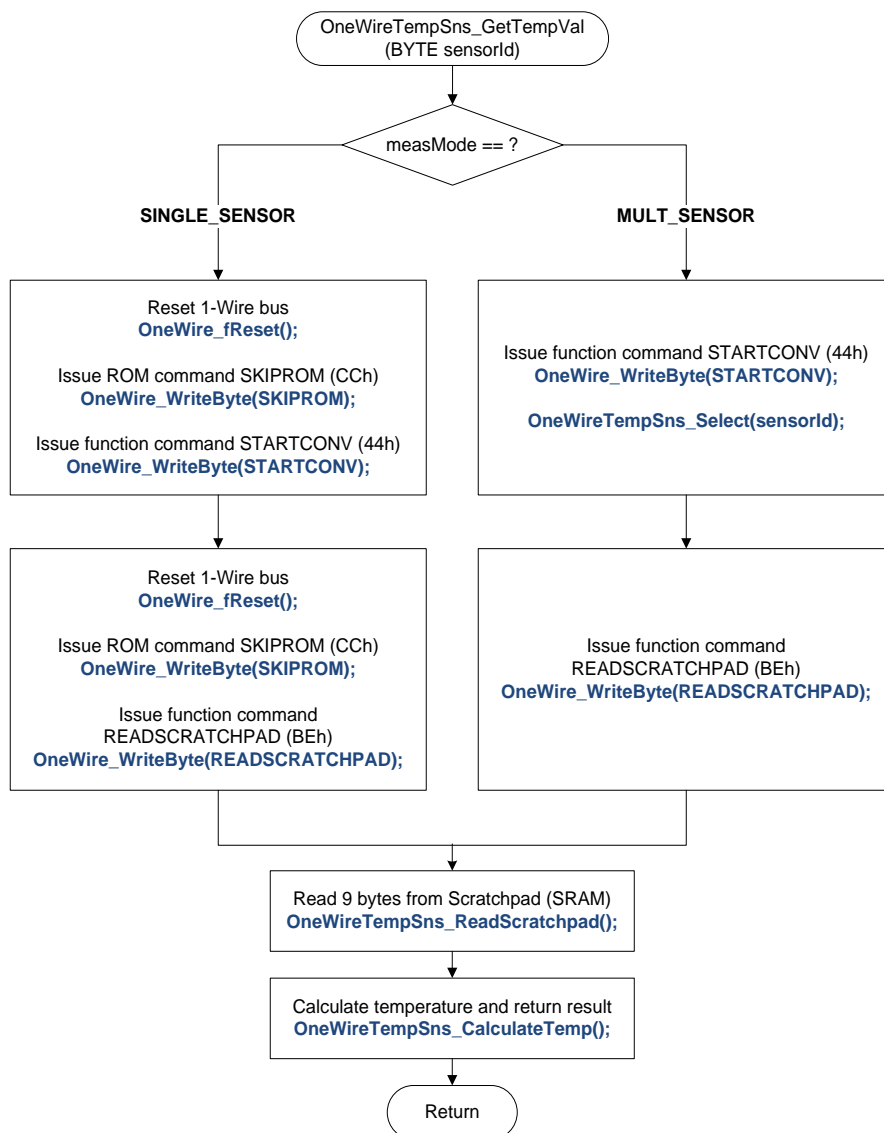 OneWireTempSns_GetTempVal
(BYTE sensorId)
measMode == ?
SINGLE_SENSOR
MULT_SENSOR
Reset 1-Wire bus
OneWire_fReset();
Issue ROM command SKIPROM (CCh)
OneWire_WriteByte(SKIPROM);
Issue function command STARTCONV (44h)
OneWire_WriteByte(STARTCONV);
Issue function command STARTCONV (44h)
OneWire_WriteByte(STARTCONV);
OneWireTempSns_Select(sensorId);
Reset 1-Wire bus
OneWire_fReset();
Issue ROM command SKIPROM (CCh)
OneWire_WriteByte(SKIPROM);
Issue function command
READSCRATCHPAD (BEh)
OneWire_WriteByte(READSCRATCHPAD);
Issue function command
READSCRATCHPAD (BEh)
OneWire_WriteByte(READSCRATCHPAD);
Read 9 bytes from Scratchpad (SRAM)
OneWireTempSns_ReadScratchpad();
Calculate temperature and return result
OneWireTempSns_CalculateTemp();
Return